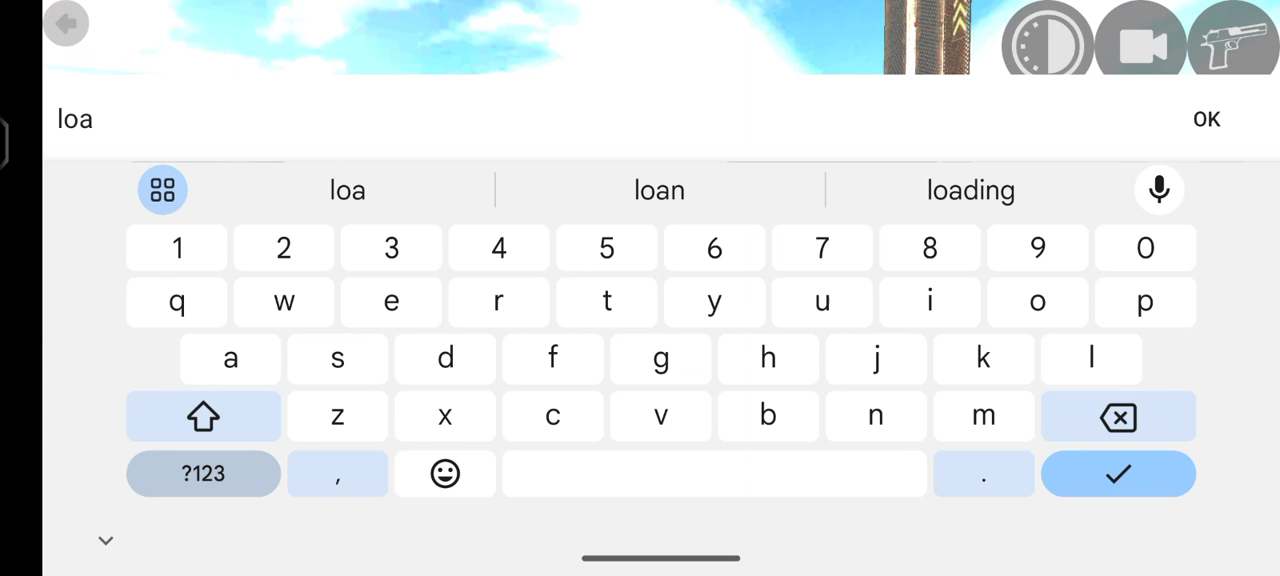 loa
OK
loa loan loading
1 2 3 4 5 6 7 8 9 0
q w e r t y u i o p
a s d f g h j k l
z x c v b n m
?123 , .